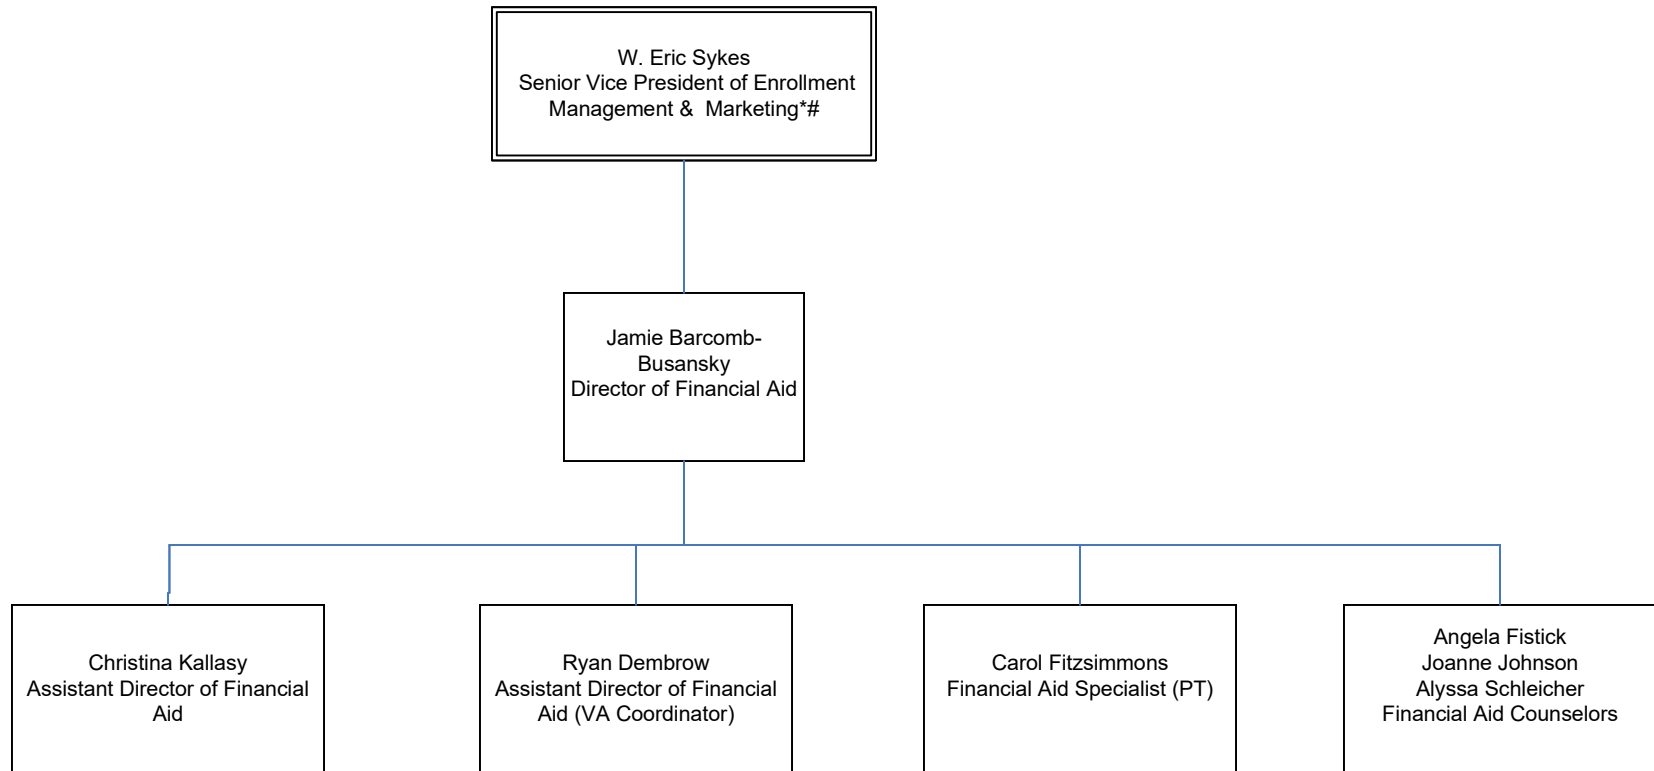 W. Eric Sykes
Senior Vice President of Enrollment
Management &  Marketing*#
Jamie Barcomb-
Busansky
Director of Financial Aid
Christina Kallasy
Assistant Director of Financial
Aid
Ryan Dembrow
Assistant Director of Financial
Aid (VA Coordinator)
Carol Fitzsimmons
Financial Aid Specialist (PT)
Angela Fistick
Joanne Johnson
Alyssa Schleicher
Financial Aid Counselors